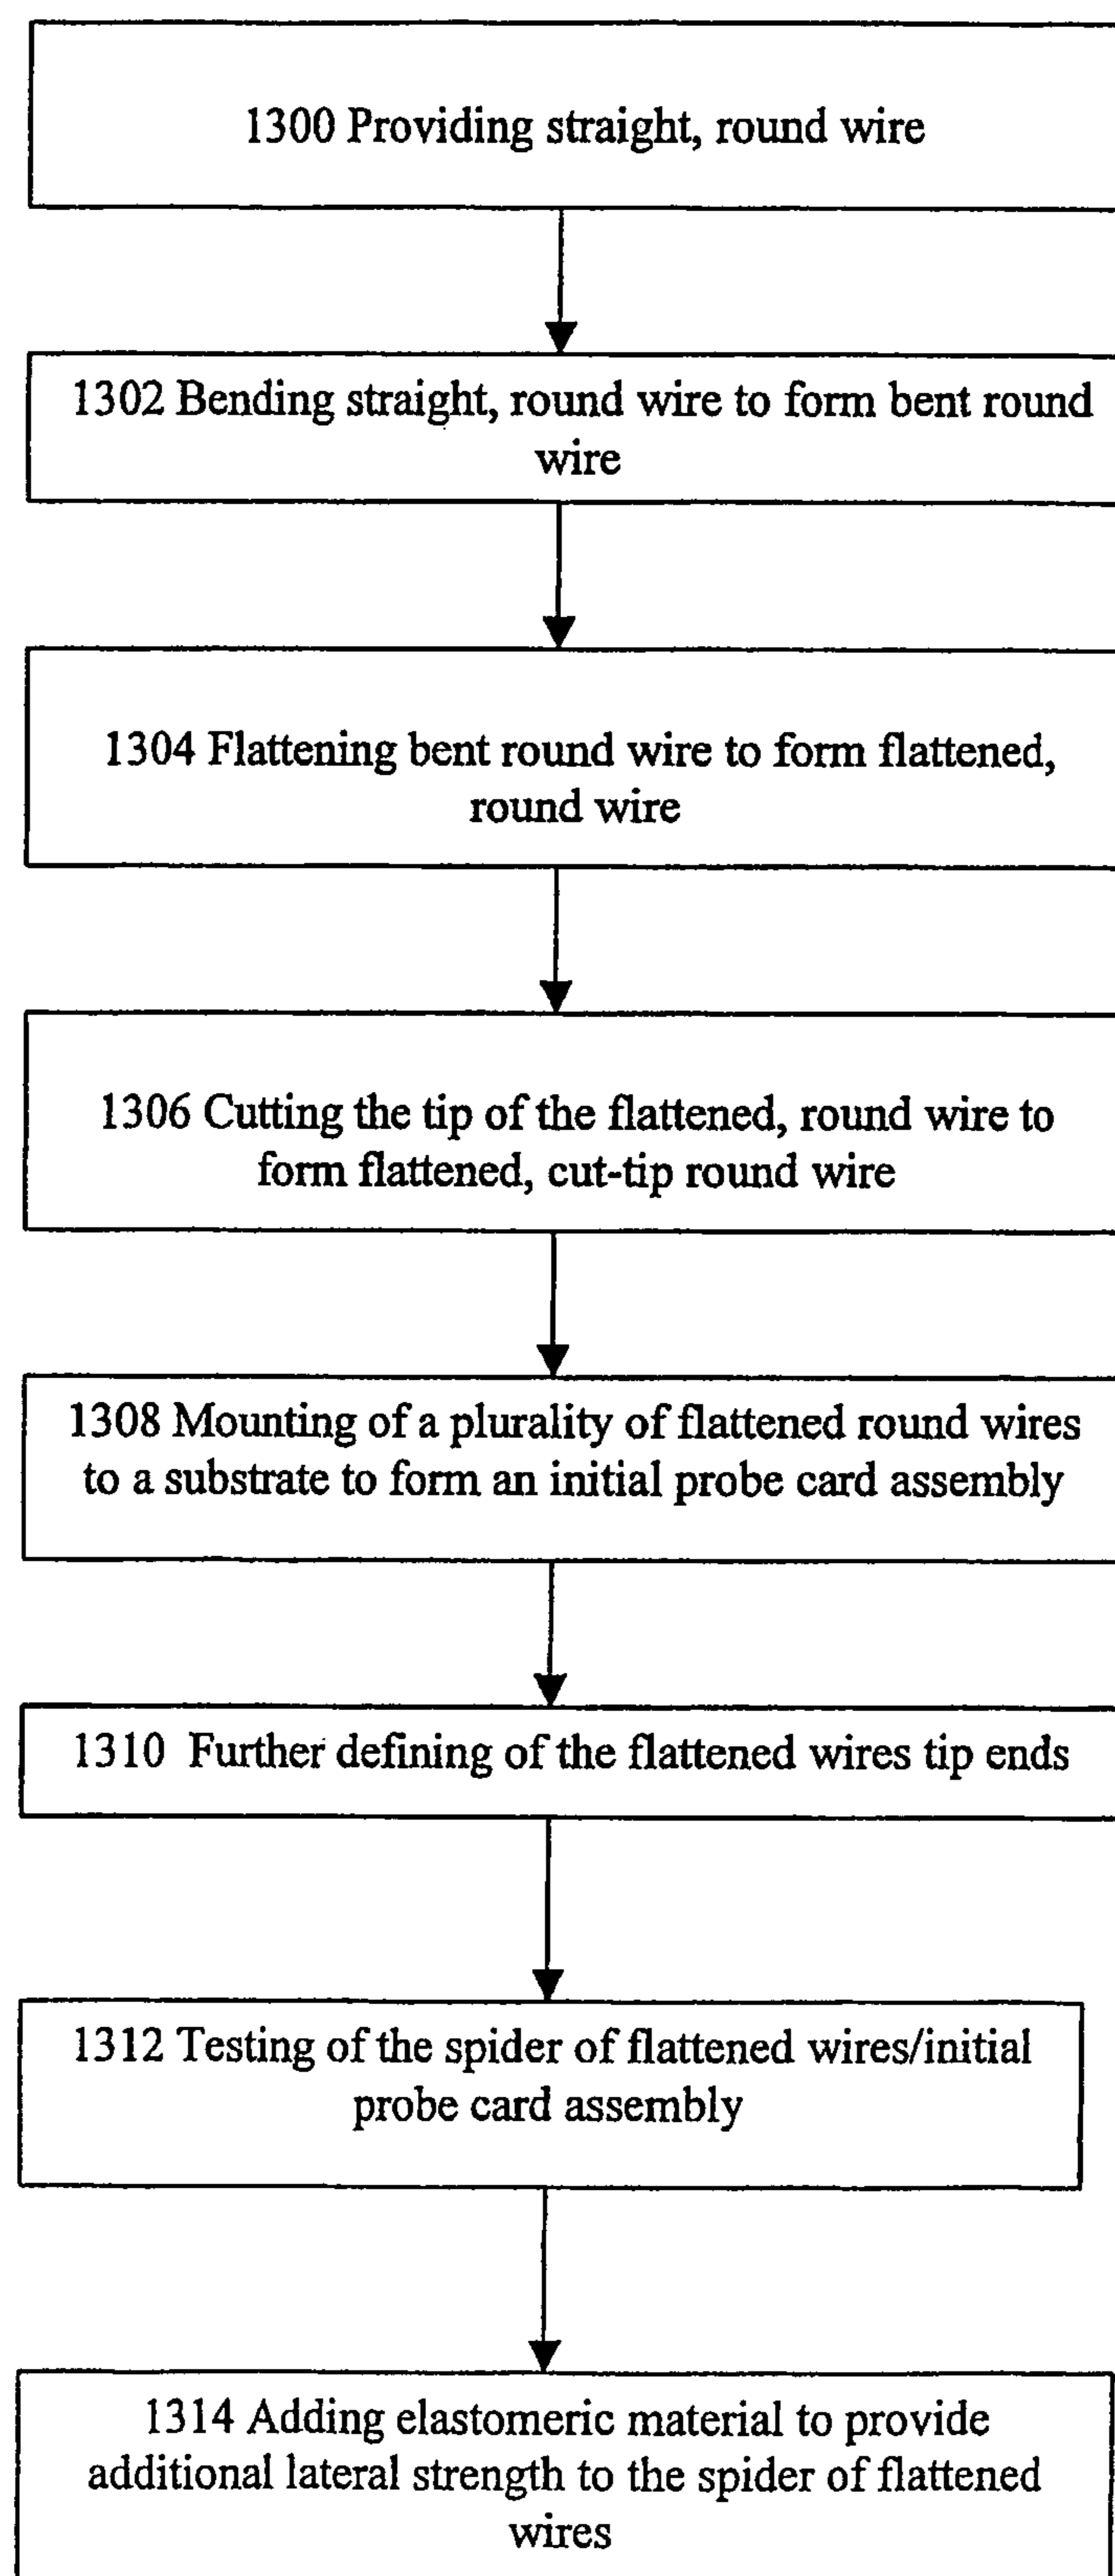 1300 Providing straight, round wire
1302 Bending straight, round wire to form bent round
wire
1304 Flattening bent round wire to form flattened,
round wire
1306 Cutting the tip of the flattened, round wire to
form flattened, cut-tip round wire
1308 Mounting of a plurality of flattened round wires
to a substrate to form an initial probe card assembly
1310 Further defining of the flattened wires tip ends
1312 Testing of the spider of flattened wires/initial
probe card assembly
1314 Adding elastomeric material to provide
additional lateral strength to the spider of flattened
wires